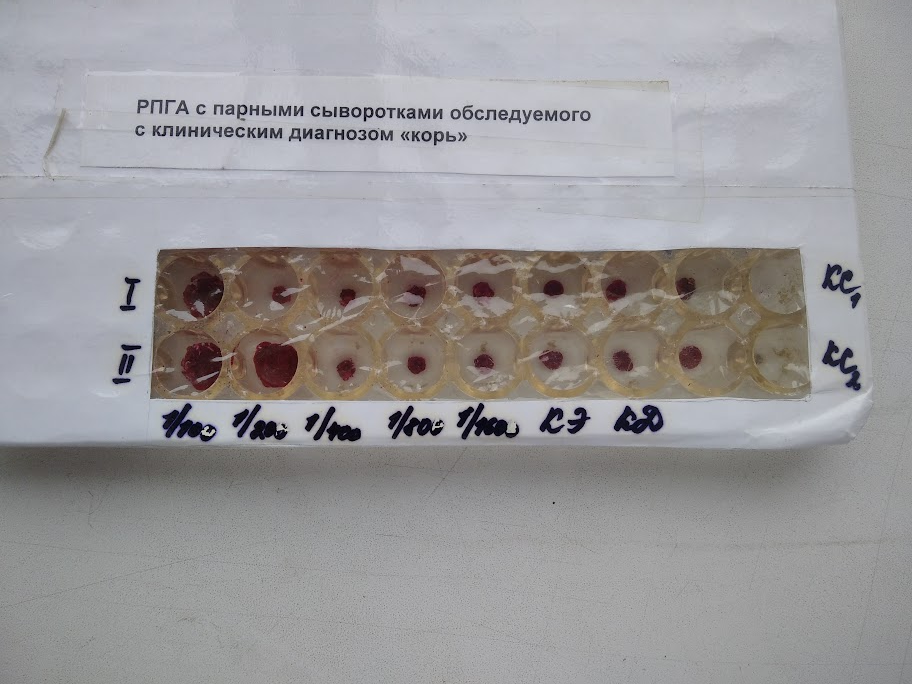 РПГА с парными сыворотками обследуемого
с клиническим диагнозом «корь»
I КС₁
II КС₂
1/100 1/200 1/400 1/800 1/1600 КЭ КД